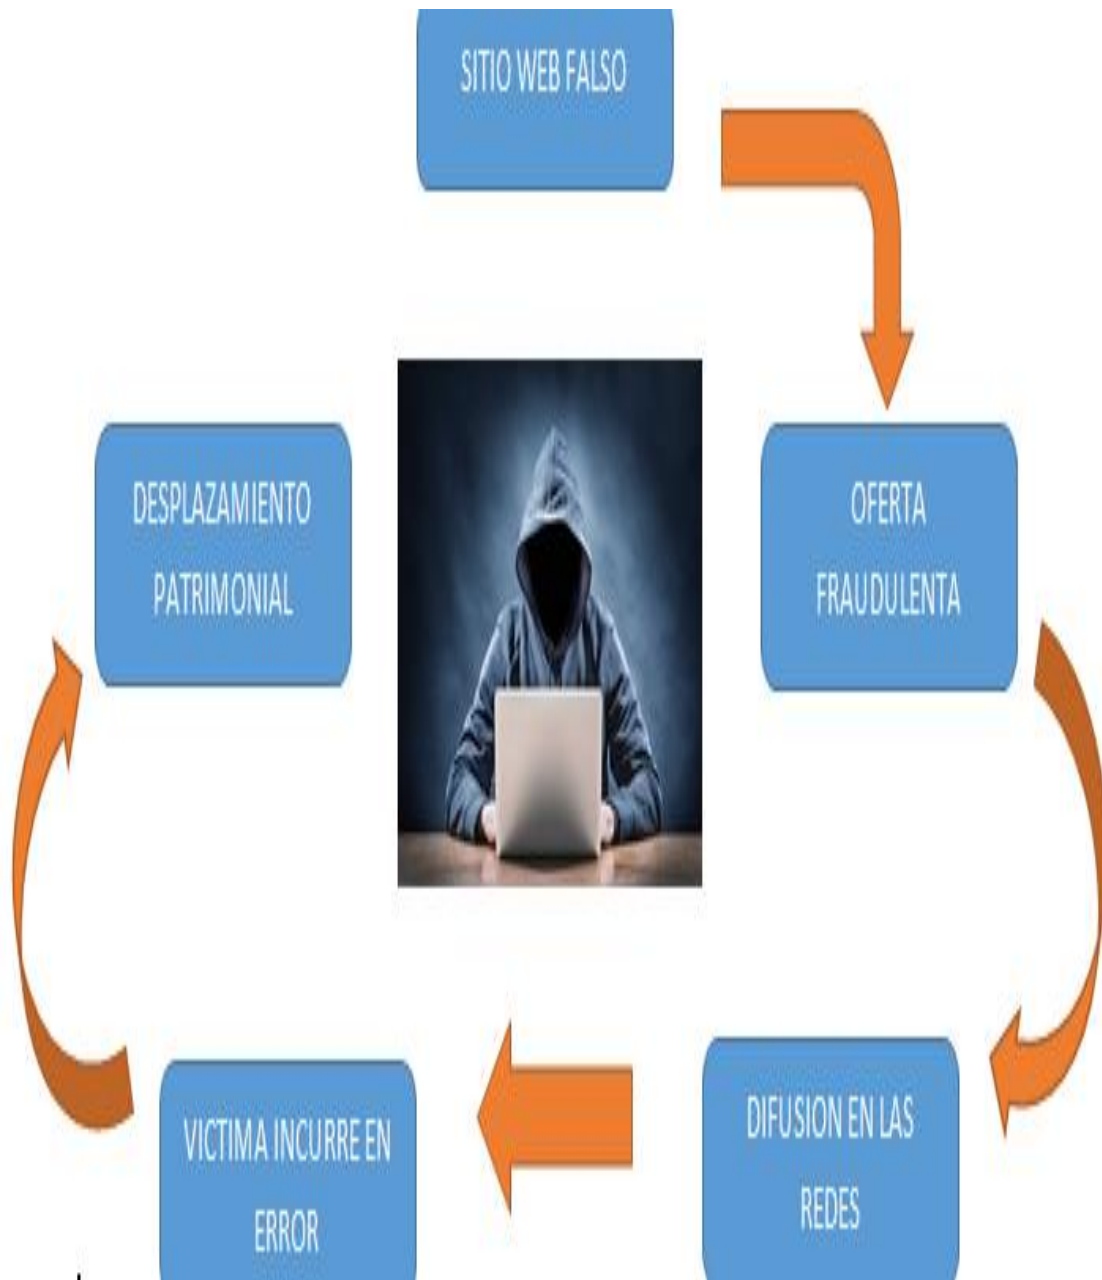 SITIO WEB FALSO
OFERTA
FRAUDULENTA
DIFUSION EN LAS
REDES
VICTIMA INCURRE EN
ERROR
DESPLAZAMIENTO
PATRIMONIAL